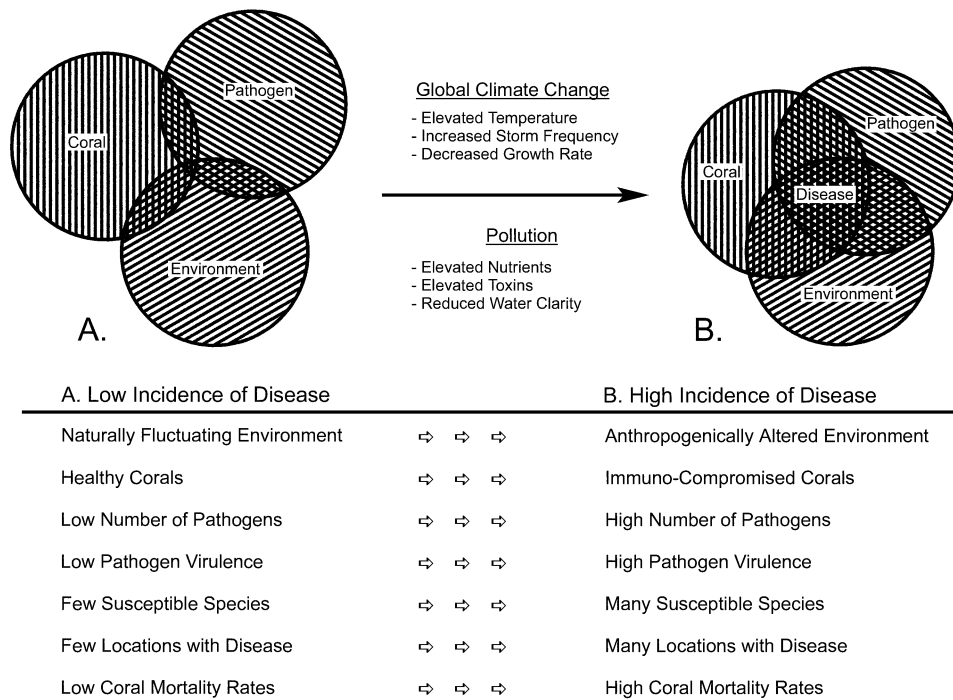 Pathogen
Coral
Environment
A.
Global Climate Change
- Elevated Temperature
- Increased Storm Frequency
- Decreased Growth Rate
Pollution
- Elevated Nutrients
- Elevated Toxins
- Reduced Water Clarity
Pathogen
Coral
Disease
Environment
B.
A. Low Incidence of Disease B. High Incidence of Disease
Naturally Fluctuating Environment ⇨ ⇨ ⇨ Anthropogenically Altered Environment
Healthy Corals ⇨ ⇨ ⇨ Immuno-Compromised Corals
Low Number of Pathogens ⇨ ⇨ ⇨ High Number of Pathogens
Low Pathogen Virulence ⇨ ⇨ ⇨ High Pathogen Virulence
Few Susceptible Species ⇨ ⇨ ⇨ Many Susceptible Species
Few Locations with Disease ⇨ ⇨ ⇨ Many Locations with Disease
Low Coral Mortality Rates ⇨ ⇨ ⇨ High Coral Mortality Rates